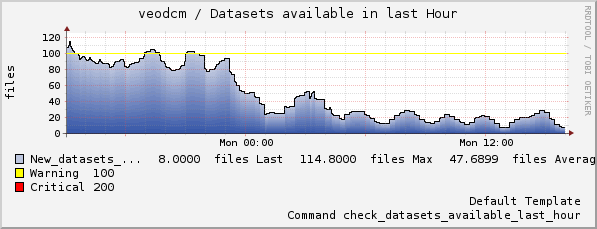 veodcm / Datasets available in last Hour
RRDTOOL / TOBI OETIKER
files
120
100
80
60
40
20
0
Mon 00:00 Mon 12:00
New_datasets_... 8.0000 files Last 114.8000 files Max 47.6899 files Averag
Warning 100
Critical 200
Default Template
Command check_datasets_available_last_hour